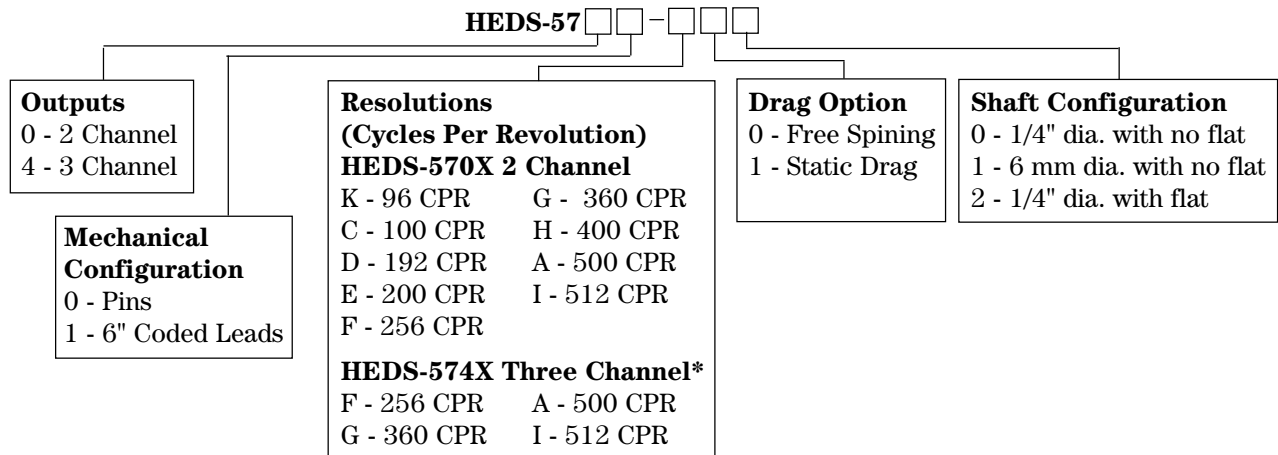 HEDS-57□□-□□□
Outputs
0 - 2 Channel
4 - 3 Channel
Mechanical
Configuration
0 - Pins
1 - 6" Coded Leads
Resolutions
(Cycles Per Revolution)
HEDS-570X 2 Channel
K - 96 CPR G - 360 CPR
C - 100 CPR H - 400 CPR
D - 192 CPR A - 500 CPR
E - 200 CPR I - 512 CPR
F - 256 CPR
HEDS-574X Three Channel*
F - 256 CPR A - 500 CPR
G - 360 CPR I - 512 CPR
Drag Option
0 - Free Spining
1 - Static Drag
Shaft Configuration
0 - 1/4" dia. with no flat
1 - 6 mm dia. with no flat
2 - 1/4" dia. with flat